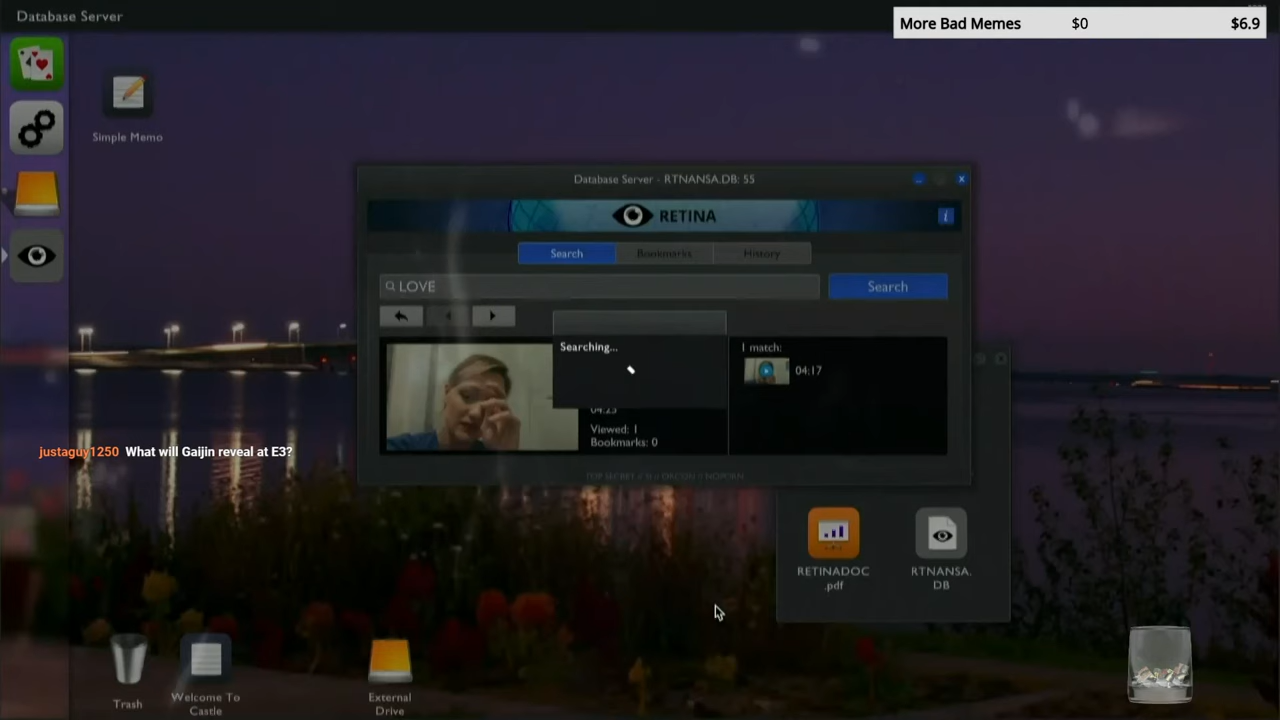 Database Server
More Bad Memes $0 $6.9
Simple Memo
Database Server - RTNANSA.DB: 55
RETINA
i
Search Bookmarks History
LOVE Search
Searching...
1 match:
04:17
04:23
Viewed: 1
Bookmarks: 0
justaguy1250 What will Gaijin reveal at E3?
RETINADOC
.pdf
RTNANSA.
DB
Trash
Welcome To
Castle
External
Drive